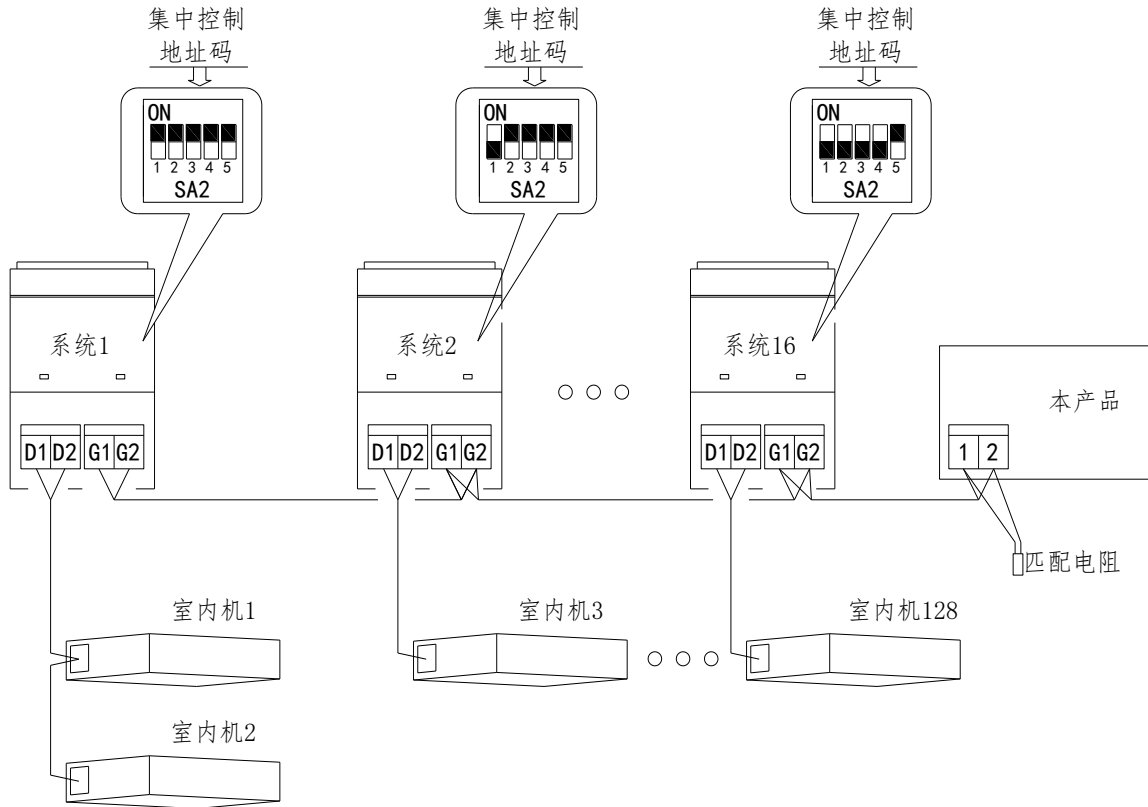 集中控制
地址码
集中控制
地址码
集中控制
地址码
ON
1 2 3 4 5
SA2
ON
1 2 3 4 5
SA2
ON
1 2 3 4 5
SA2
系统1
系统2
系统16
本产品
D1 D2 G1 G2
D1 D2 G1 G2
D1 D2 G1 G2
1 2
匹配电阻
室内机1
室内机3
室内机128
室内机2